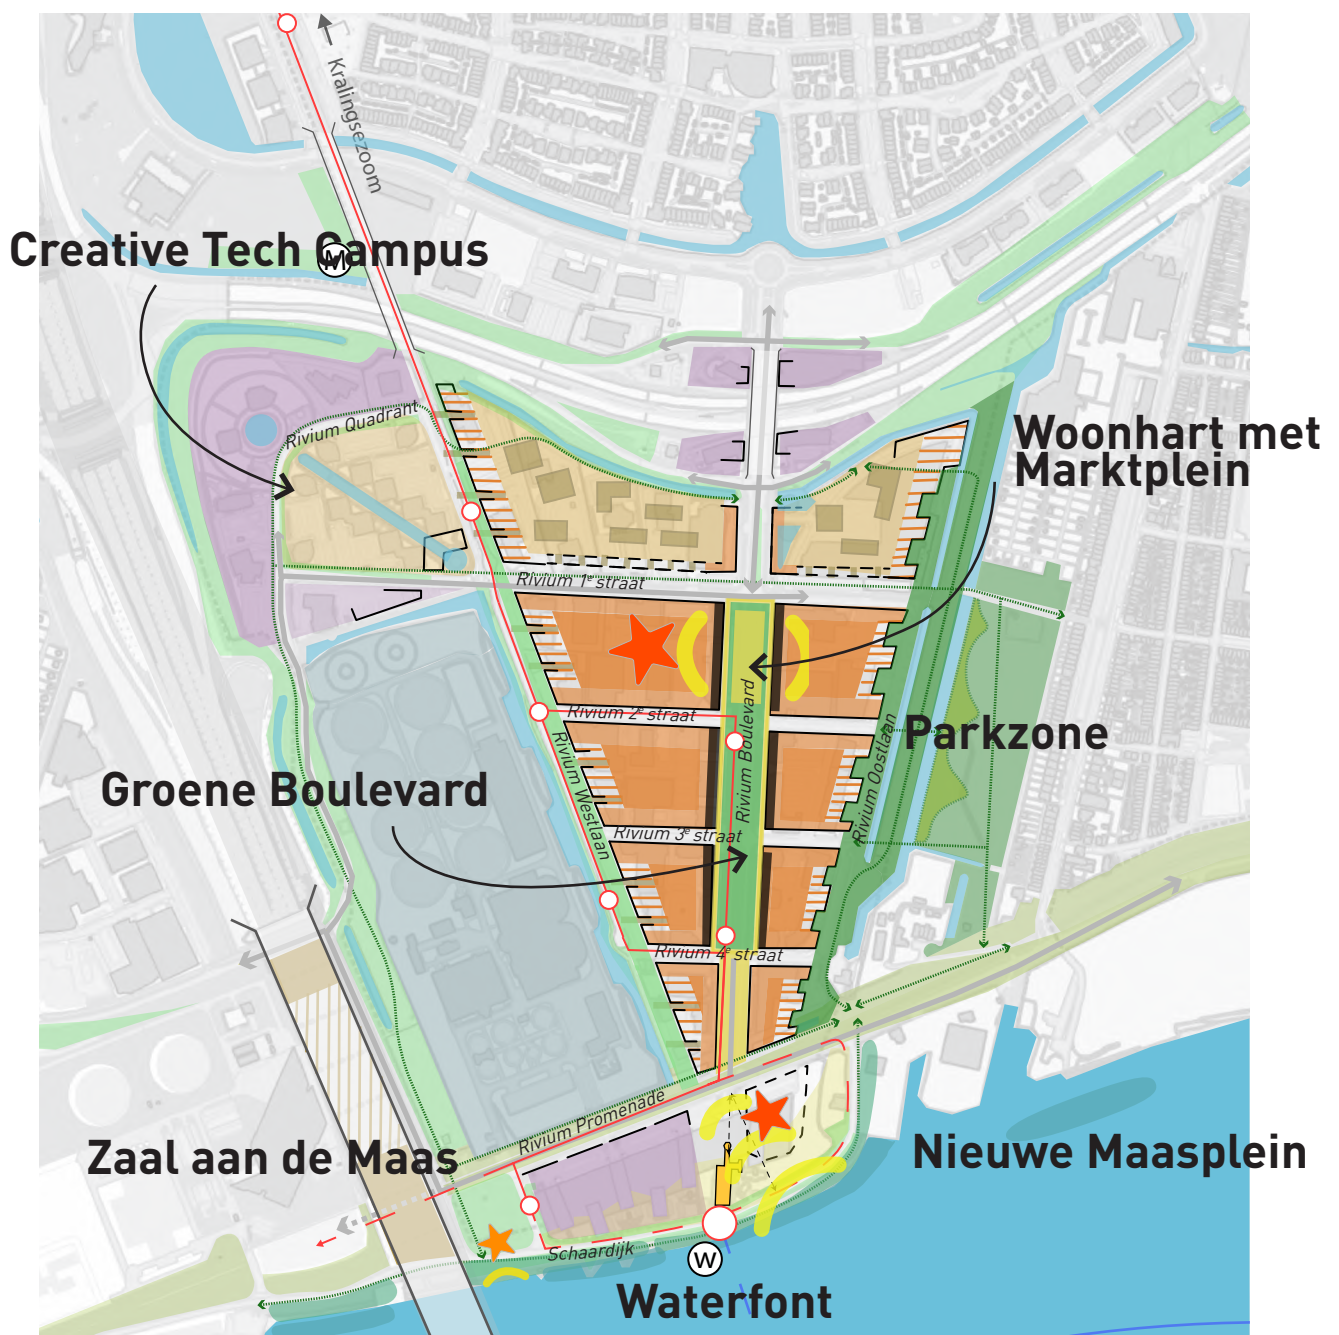 Kralingsezoom
Creative Tech Campus
M
Rivium Quadrant
Woonhart met
Marktplein
Rivium 1e straat
Rivium 2e straat
Rivium Boulevard
Parkzone
Rivium Oostlaan
Rivium Westlaan
Groene Boulevard
Rivium 3e straat
Rivium 4e straat
Rivium Promenade
Zaal aan de Maas
Nieuwe Maasplein
Schaardijk
W
Waterfont